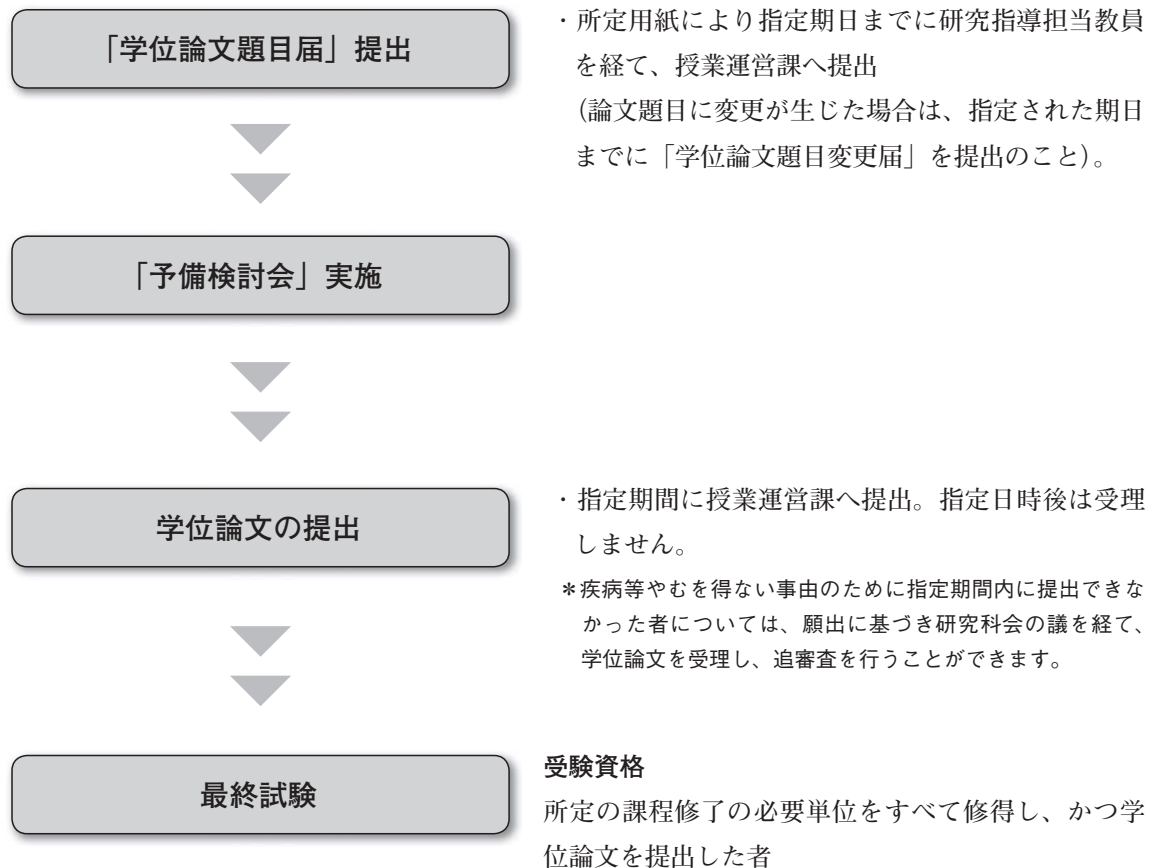 「学位論文題目届」提出
・所定用紙により指定期日までに研究指導担当教員
を経て、授業運営課へ提出
(論文題目に変更が生じた場合は、指定された期日
までに「学位論文題目変更届」を提出のこと)。
「予備検討会」実施
学位論文の提出
・指定期間に授業運営課へ提出。指定日時後は受理
しません。
*疾病等やむを得ない事由のために指定期間内に提出できな
かった者については、願出に基づき研究科会の議を経て、
学位論文を受理し、追審査を行うことができます。
最終試験
受験資格
所定の課程修了の必要単位をすべて修得し、かつ学
位論文を提出した者